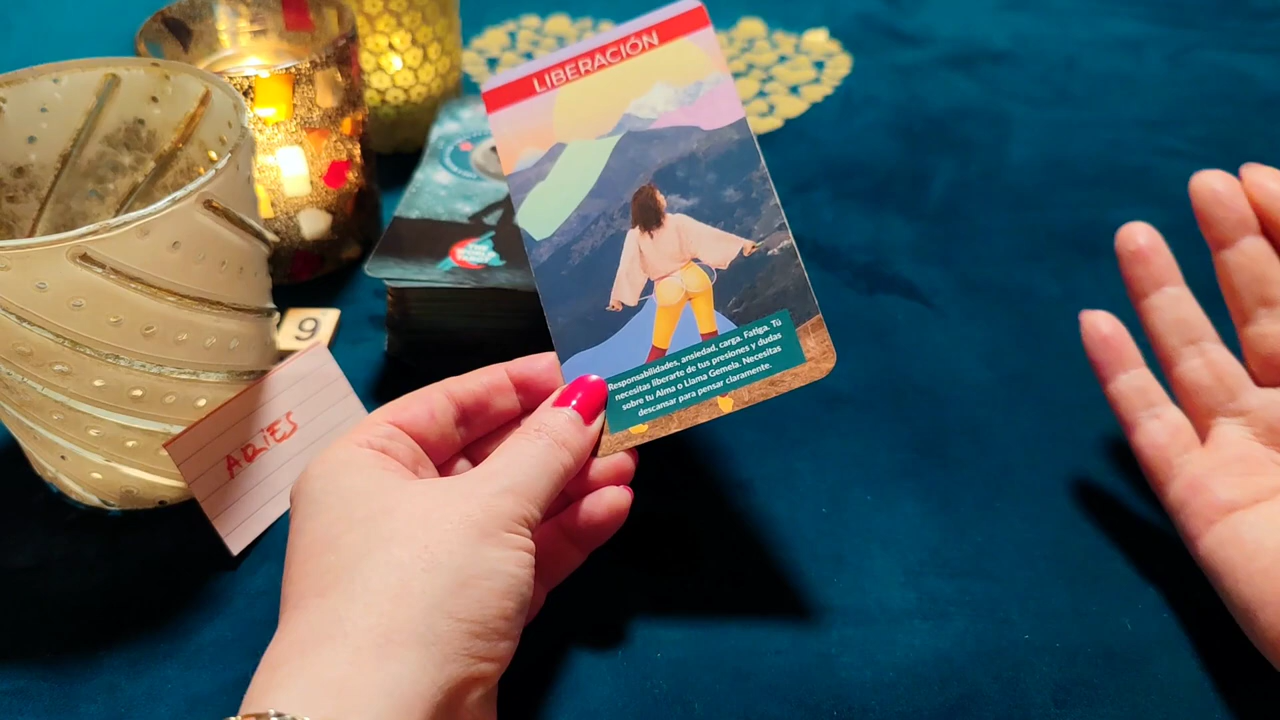 LIBERACIÓN
Responsabilidades, ansiedad, carga. Fatiga. Tú
necesitas liberarte de tus presiones y dudas
sobre tu Alma o Llama Gemela. Necesitas
descansar para pensar claramente.
9
ARIES